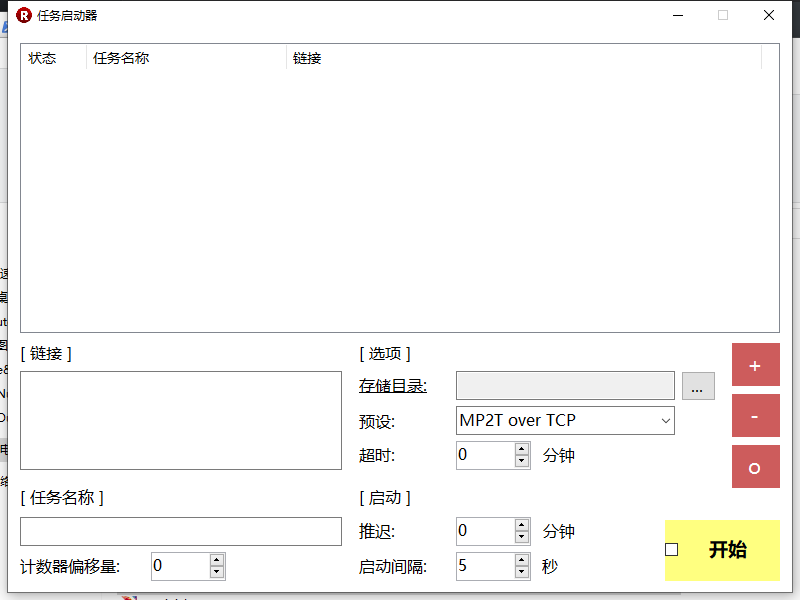 R 任务启动器
状态 任务名称 链接
[ 链接 ]
[ 选项 ]
存储目录: ...
预设: MP2T over TCP
超时: 0 分钟
+
-
o
[ 任务名称 ]
计数器偏移量: 0
[ 启动 ]
推迟: 0 分钟
启动间隔: 5 秒
开始